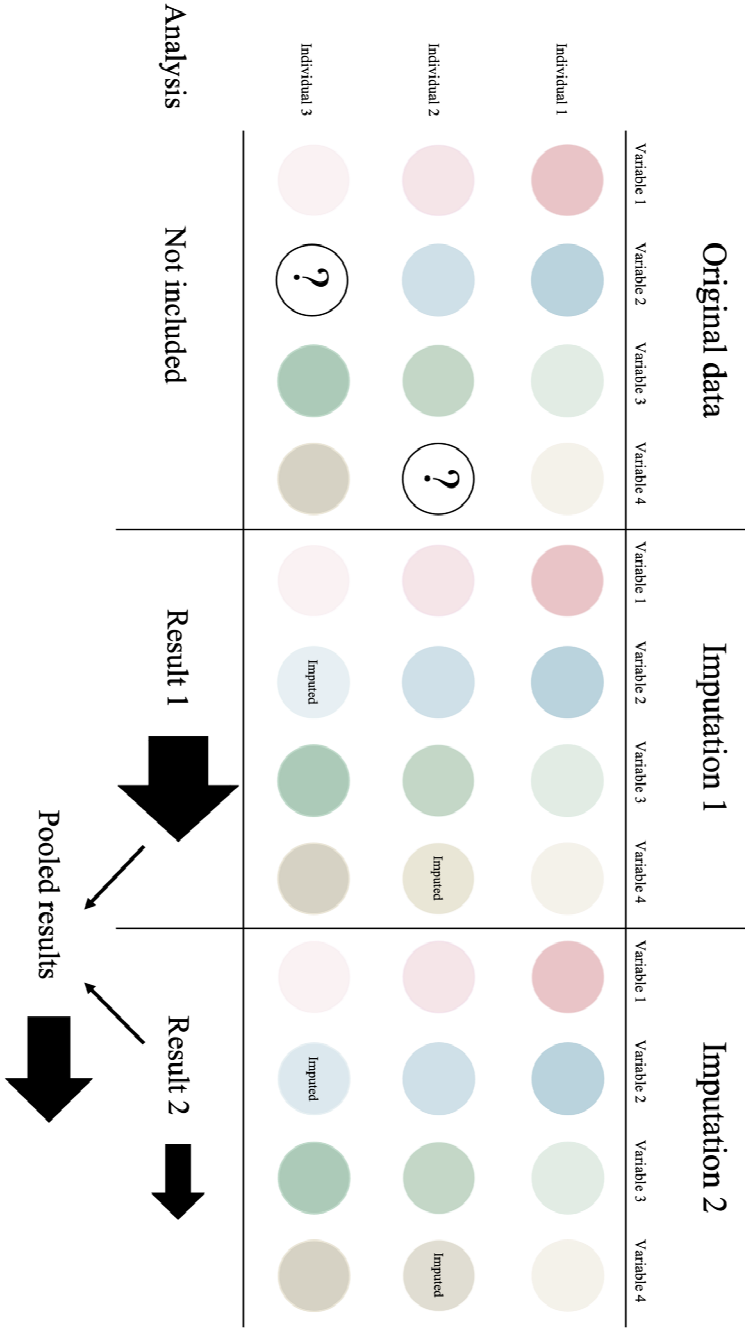 Original data
Imputation 1
Imputation 2
Variable 1
Variable 2
Variable 3
Variable 4
Variable 1
Variable 2
Variable 3
Variable 4
Variable 1
Variable 2
Variable 3
Variable 4
Individual 1
Individual 2
?
Imputed
Imputed
Individual 3
?
Imputed
Imputed
Analysis
Not included
Result 1
Result 2
Pooled results